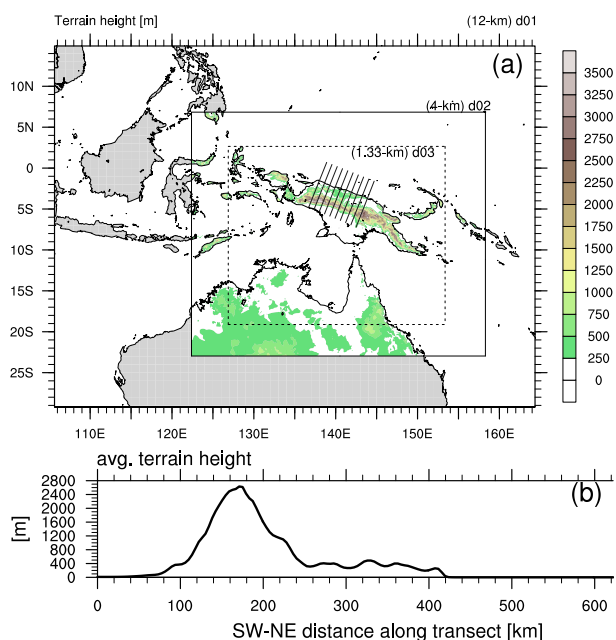 Terrain height [m] (12-km) d01
(a)
(4-km) d02
(1.33-km) d03
15N
10N
5N
0
5S
10S
15S
20S
25S
110E 120E 130E 140E 150E 160E
3500
3000
2750
2500
2250
2000
1750
1500
1250
1000
750
500
250
0
avg. terrain height
(b)
[m]
2800
2400
1600
800
400
0
0 100 200 300 400 500 600
SW-NE distance along transect [km]